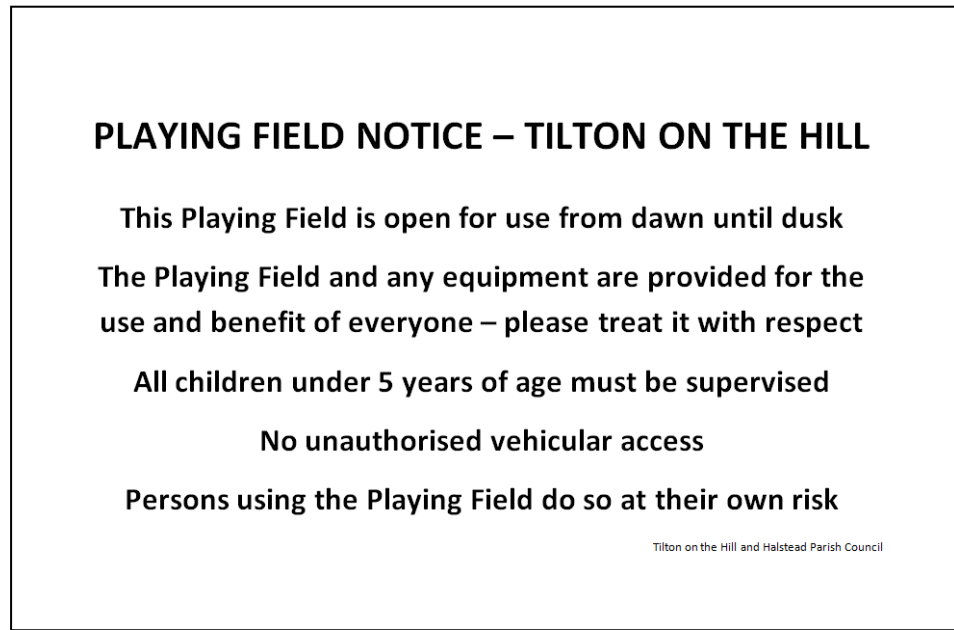 PLAYING FIELD NOTICE – TILTON ON THE HILL
This Playing Field is open for use from dawn until dusk
The Playing Field and any equipment are provided for the
use and benefit of everyone – please treat it with respect
All children under 5 years of age must be supervised
No unauthorised vehicular access
Persons using the Playing Field do so at their own risk
Tilton on the Hill and Halstead Parish Council